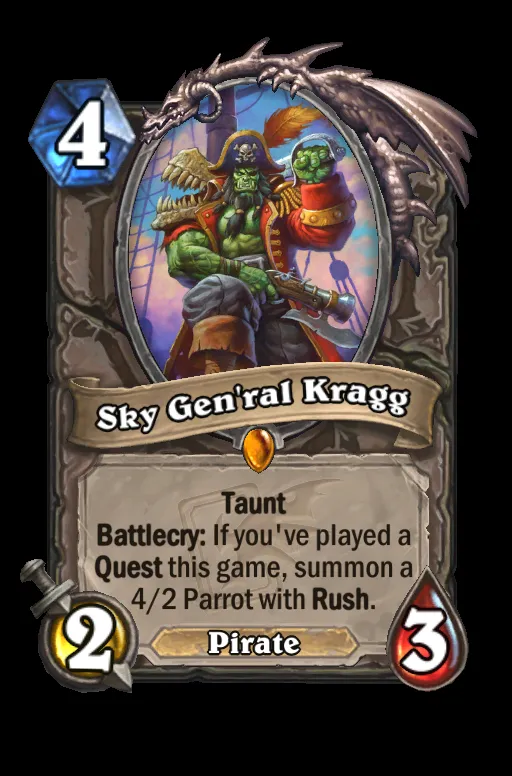 4
Sky Gen'ral Kragg
Taunt
Battlecry: If you've played a
Quest this game, summon a
4/2 Parrot with Rush.
2
Pirate
3